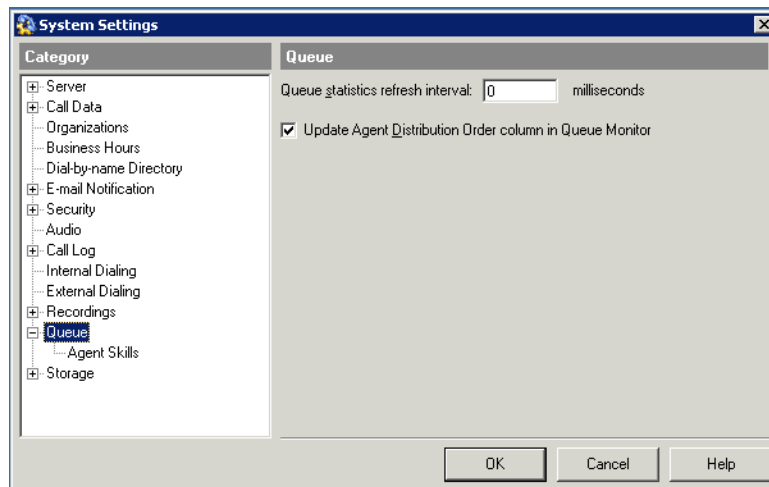 System Settings
Category
Server
Call Data
Organizations
Business Hours
Dial-by-name Directory
E-mail Notification
Security
Audio
Call Log
Internal Dialing
External Dialing
Recordings
Queue
Agent Skills
Storage
Queue
Queue statistics refresh interval: 0 milliseconds
Update Agent Distribution Order column in Queue Monitor
OK Cancel Help